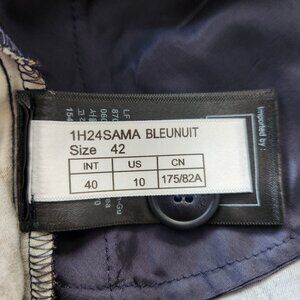 1H24SAMA BLEUNUIT
Size 42
INT US CN
40 10 175/82A
Imported by :